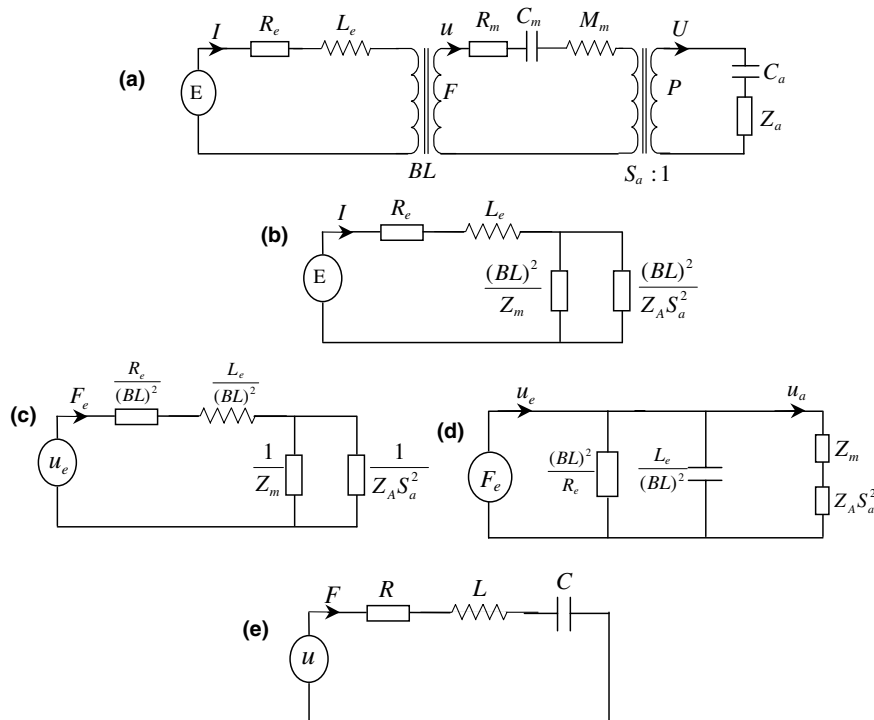 (a)
I
R_e
L_e
u
R_m
C_m
M_m
U
E
F
P
C_a
Z_a
BL
S_a : 1
(b)
I
R_e
L_e
E
(BL)^2 / Z_m
(BL)^2 / Z_A S_a^2
(c)
F_e
R_e / (BL)^2
L_e / (BL)^2
u_e
1 / Z_m
1 / Z_A S_a^2
(d)
u_e
u_a
F_e
(BL)^2 / R_e
L_e / (BL)^2
Z_m
Z_A S_a^2
(e)
F
R
L
C
u